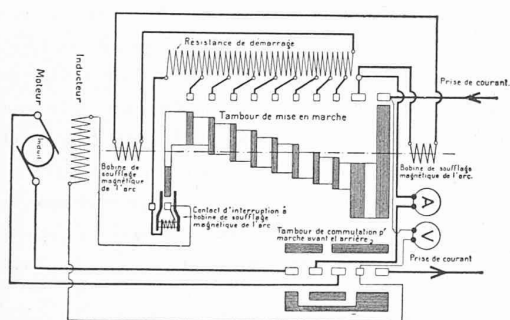 Résistance de démarrage
Prise de courant.
Moteur
Inducteur
Induit
Tambour de mise en marche
Bobine de
soufflage
magnétique
de l'arc
Bobine de soufflage
magnétique de l'arc.
Contact d'interruption à
bobine de soufflage
magnétique de l'arc
A
V
Tambour de commutation pr
marche avant et arrière
Prise de courant